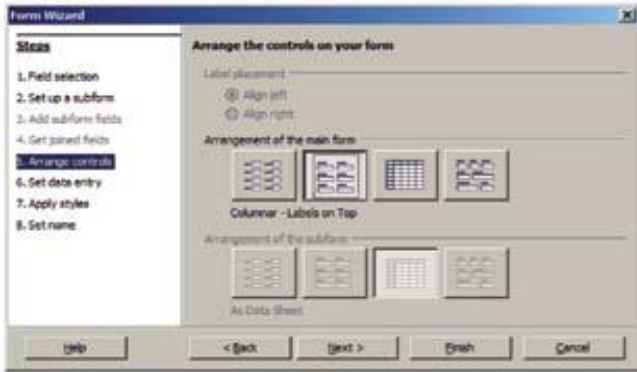 Form Wizard
Steps
1. Field selection
2. Set up a subform
3. Add subform fields
4. Get joined fields
5. Arrange controls
6. Set data entry
7. Apply styles
8. Set name
Arrange the controls on your form
Label placement
Align left
Align right
Arrangement of the main form
Columnar - Labels on Top
Arrangement of the subform
As Data Sheet
Help
< Back
Next >
Finish
Cancel